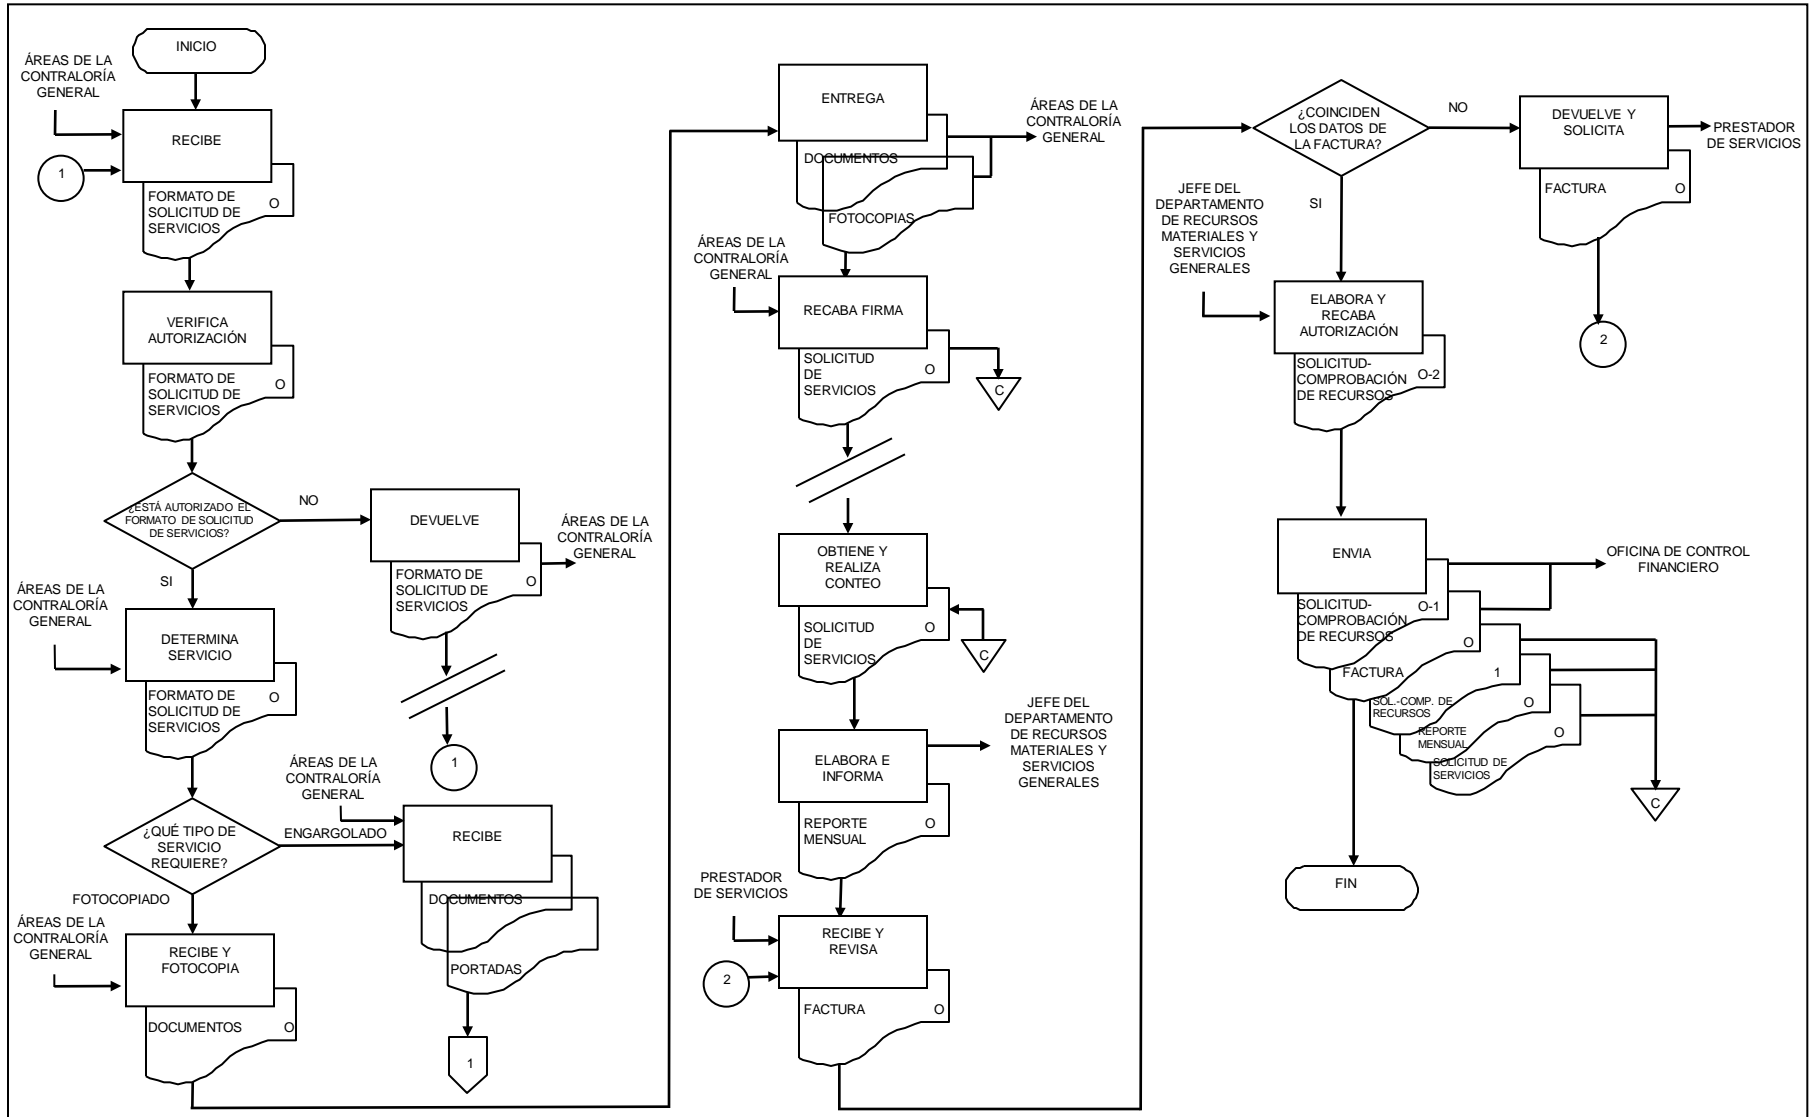 INICIO
ÁREAS DE LA
CONTRALORÍA
GENERAL
RECIBE
1
FORMATO DE
SOLICITUD DE
SERVICIOS
O
VERIFICA
AUTORIZACIÓN
FORMATO DE
SOLICITUD DE
SERVICIOS
O
¿ESTÁ AUTORIZADO EL
FORMATO DE SOLICITUD
DE SERVICIOS?
NO
DEVUELVE
ÁREAS DE LA
CONTRALORÍA
GENERAL
FORMATO DE
SOLICITUD DE
SERVICIOS
O
1
SI
ÁREAS DE LA
CONTRALORÍA
GENERAL
DETERMINA
SERVICIO
FORMATO DE
SOLICITUD DE
SERVICIOS
O
¿QUÉ TIPO DE
SERVICIO
REQUIERE?
ENGARGOLADO
ÁREAS DE LA
CONTRALORÍA
GENERAL
RECIBE
DOCUMENTOS
PORTADAS
1
FOTOCOPIADO
ÁREAS DE LA
CONTRALORÍA
GENERAL
RECIBE Y
FOTOCOPIA
DOCUMENTOS
O
ENTREGA
ÁREAS DE LA
CONTRALORÍA
GENERAL
DOCUMENTOS
FOTOCOPIAS
ÁREAS DE LA
CONTRALORÍA
GENERAL
RECABA FIRMA
SOLICITUD
DE
SERVICIOS
O
C
OBTIENE Y
REALIZA
CONTEO
SOLICITUD
DE
SERVICIOS
O
C
ELABORA E
INFORMA
JEFE DEL
DEPARTAMENTO
DE RECURSOS
MATERIALES Y
SERVICIOS
GENERALES
REPORTE
MENSUAL
O
PRESTADOR
DE SERVICIOS
RECIBE Y
REVISA
2
FACTURA
O
¿COINCIDEN
LOS DATOS DE
LA FACTURA?
NO
DEVUELVE Y
SOLICITA
PRESTADOR
DE SERVICIOS
FACTURA
O
2
SI
JEFE DEL
DEPARTAMENTO
DE RECURSOS
MATERIALES Y
SERVICIOS
GENERALES
ELABORA Y
RECABA
AUTORIZACIÓN
SOLICITUD-
COMPROBACIÓN
DE RECURSOS
O-2
ENVIA
OFICINA DE CONTROL
FINANCIERO
SOLICITUD-
COMPROBACIÓN
DE RECURSOS
O-1
FACTURA
O
SOL.-COMP. DE
RECURSOS
1
REPORTE
MENSUAL
O
SOLICITUD DE
SERVICIOS
O
C
FIN